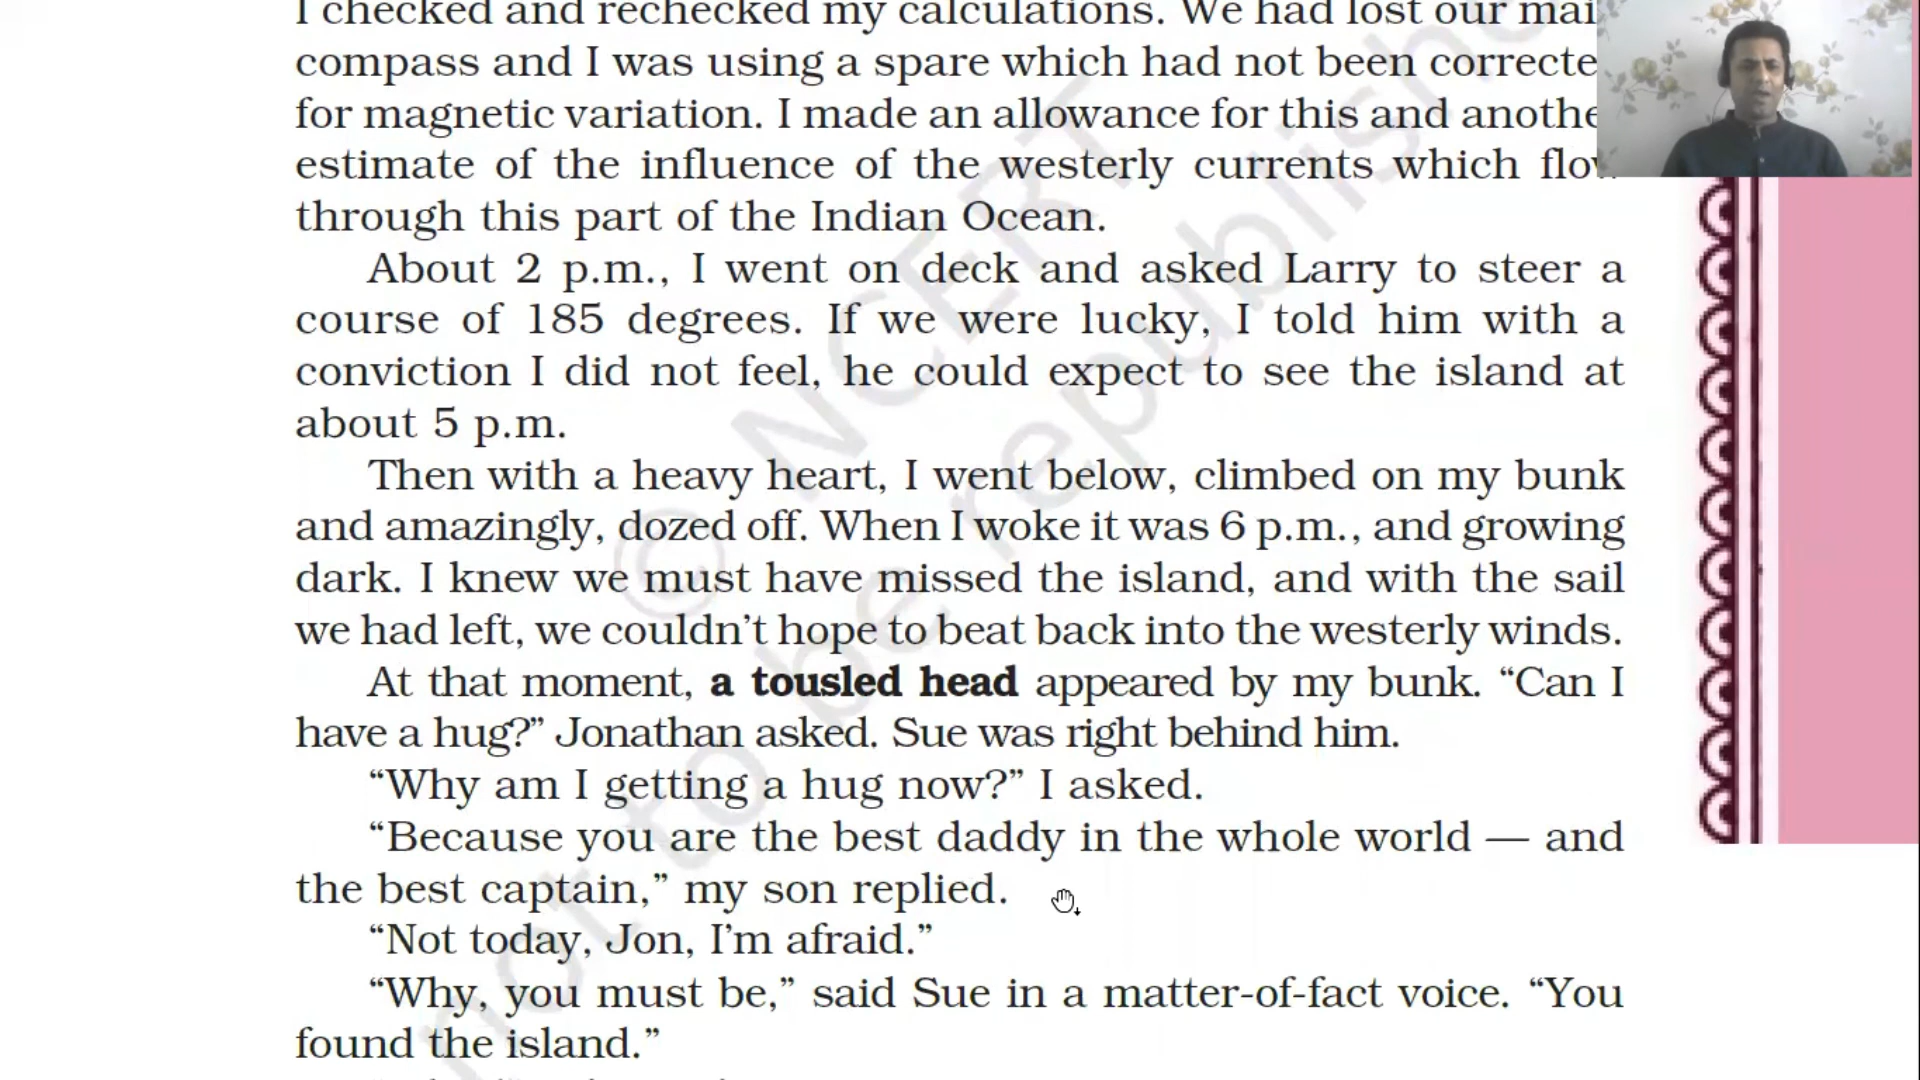 I checked and rechecked my calculations. We had lost our mai
compass and I was using a spare which had not been correcte
for magnetic variation. I made an allowance for this and anothe
estimate of the influence of the westerly currents which flow
through this part of the Indian Ocean.
About 2 p.m., I went on deck and asked Larry to steer a
course of 185 degrees. If we were lucky, I told him with a
conviction I did not feel, he could expect to see the island at
about 5 p.m.
Then with a heavy heart, I went below, climbed on my bunk
and amazingly, dozed off. When I woke it was 6 p.m., and growing
dark. I knew we must have missed the island, and with the sail
we had left, we couldn’t hope to beat back into the westerly winds.
At that moment, a tousled head appeared by my bunk. “Can I
have a hug?” Jonathan asked. Sue was right behind him.
“Why am I getting a hug now?” I asked.
“Because you are the best daddy in the whole world — and
the best captain,” my son replied.
“Not today, Jon, I’m afraid.”
“Why, you must be,” said Sue in a matter-of-fact voice. “You
found the island.”
© NCERT
not to be republishe